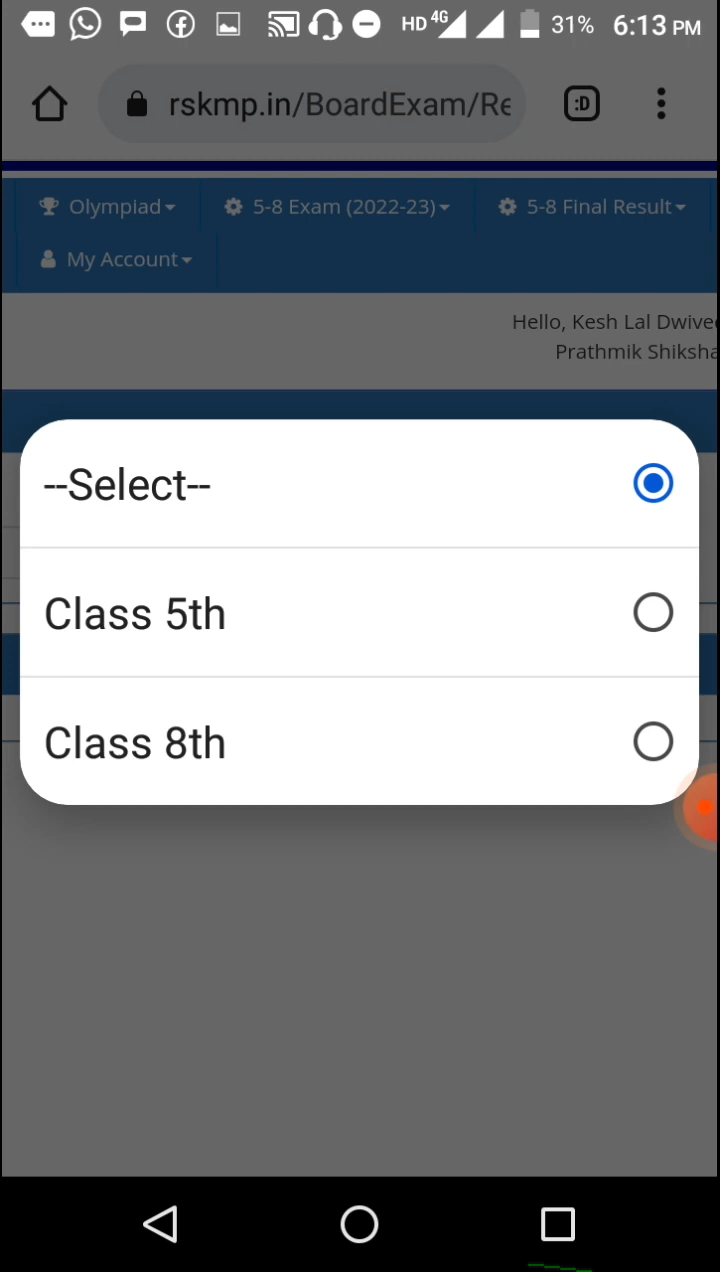 HD 4G 31% 6:13 PM
rskmp.in/BoardExam/Re :D
Olympiad 5-8 Exam (2022-23) 5-8 Final Result
My Account
Hello, Kesh Lal Dwive
Prathmik Shiksha
--Select--
Class 5th
Class 8th